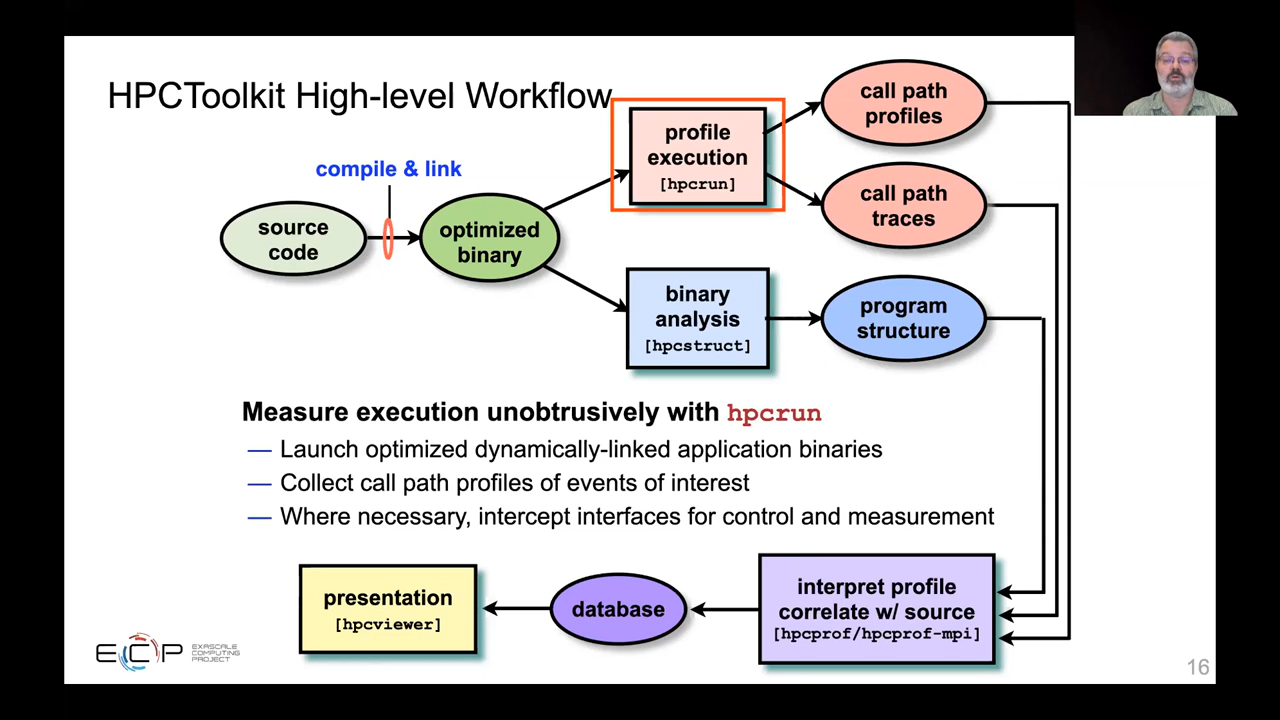 HPCToolkit High-level Workflow
compile & link
source
code
optimized
binary
profile
execution
[hpcrun]
call path
profiles
call path
traces
binary
analysis
[hpcstruct]
program
structure
Measure execution unobtrusively with hpcrun
— Launch optimized dynamically-linked application binaries
— Collect call path profiles of events of interest
— Where necessary, intercept interfaces for control and measurement
presentation
[hpcviewer]
database
interpret profile
correlate w/ source
[hpcprof/hpcprof-mpi]
ECP
EXASCALE
COMPUTING
PROJECT
16